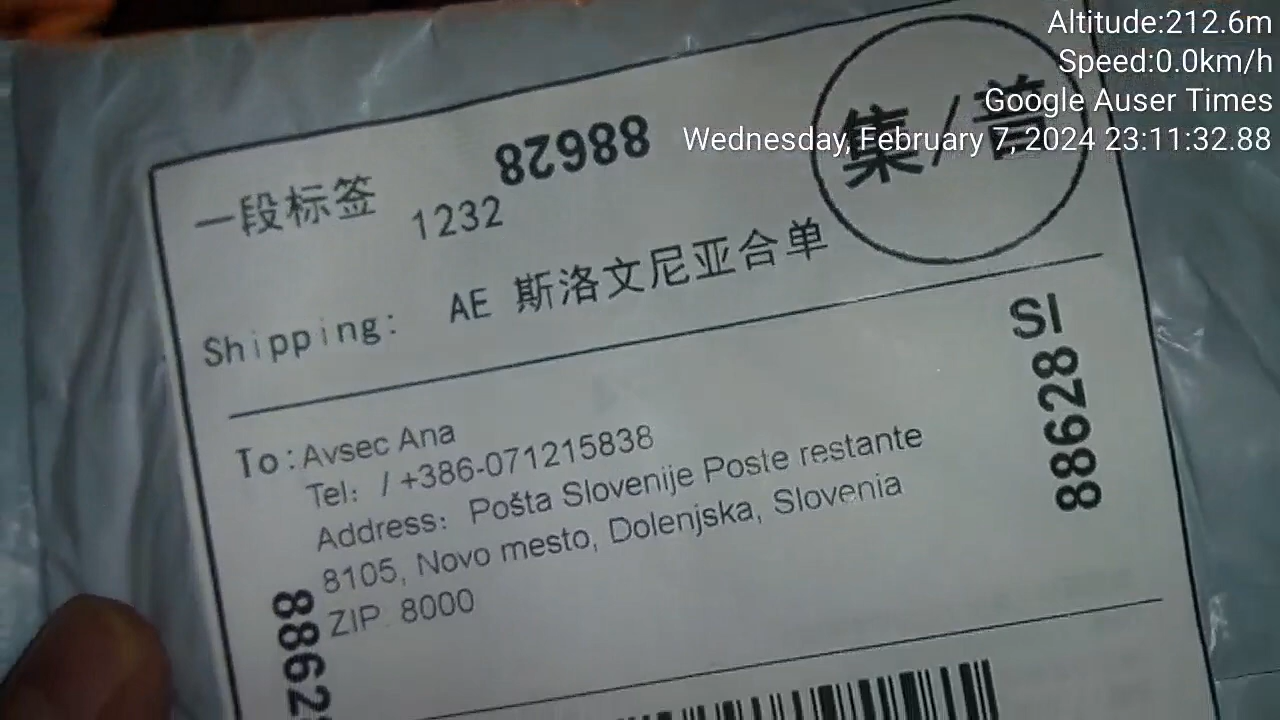 Altitude:212.6m
Speed:0.0km/h
Google Auser Times
Wednesday, February 7, 2024 23:11:32.88
集/普
88628
一段标签 1232
Shipping: AE 斯洛文尼亚合单
SI
88628
To:Avsec Ana
Tel: / +386-071215838
Address: Pošta Slovenije Poste restante
8105, Novo mesto, Dolenjska, Slovenia
ZIP 8000
8862